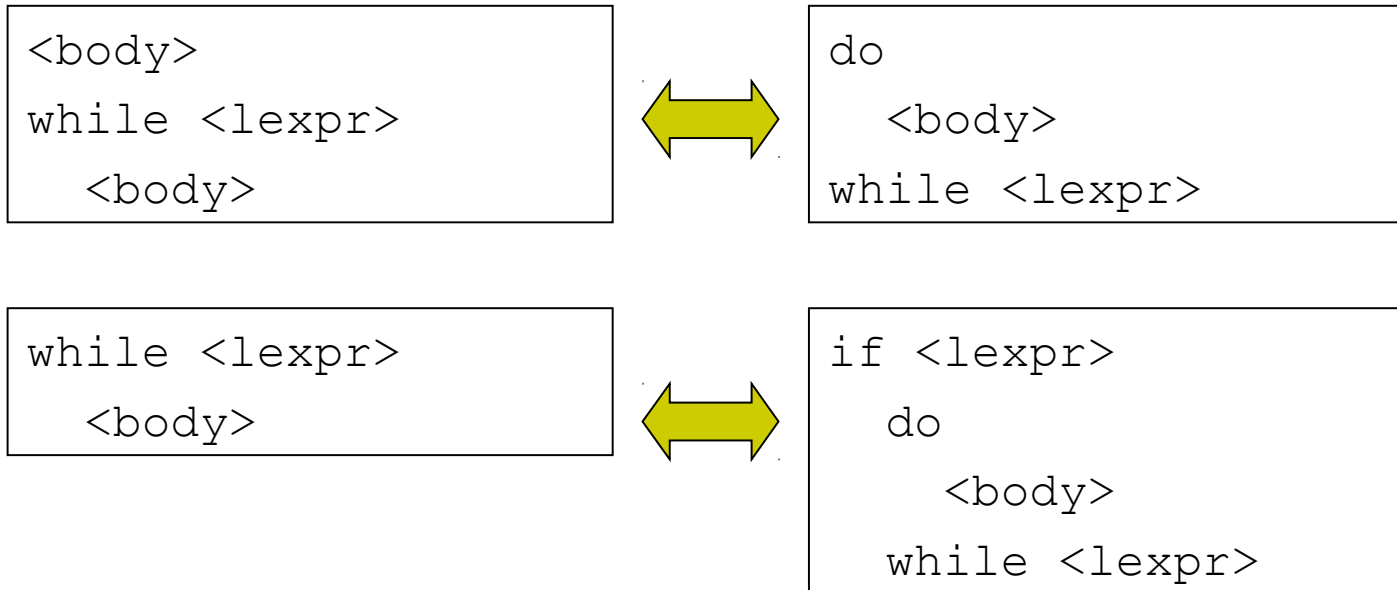 <body>
while <lexpr>
  <body>
do
  <body>
while <lexpr>
while <lexpr>
  <body>
if <lexpr>
  do
    <body>
  while <lexpr>